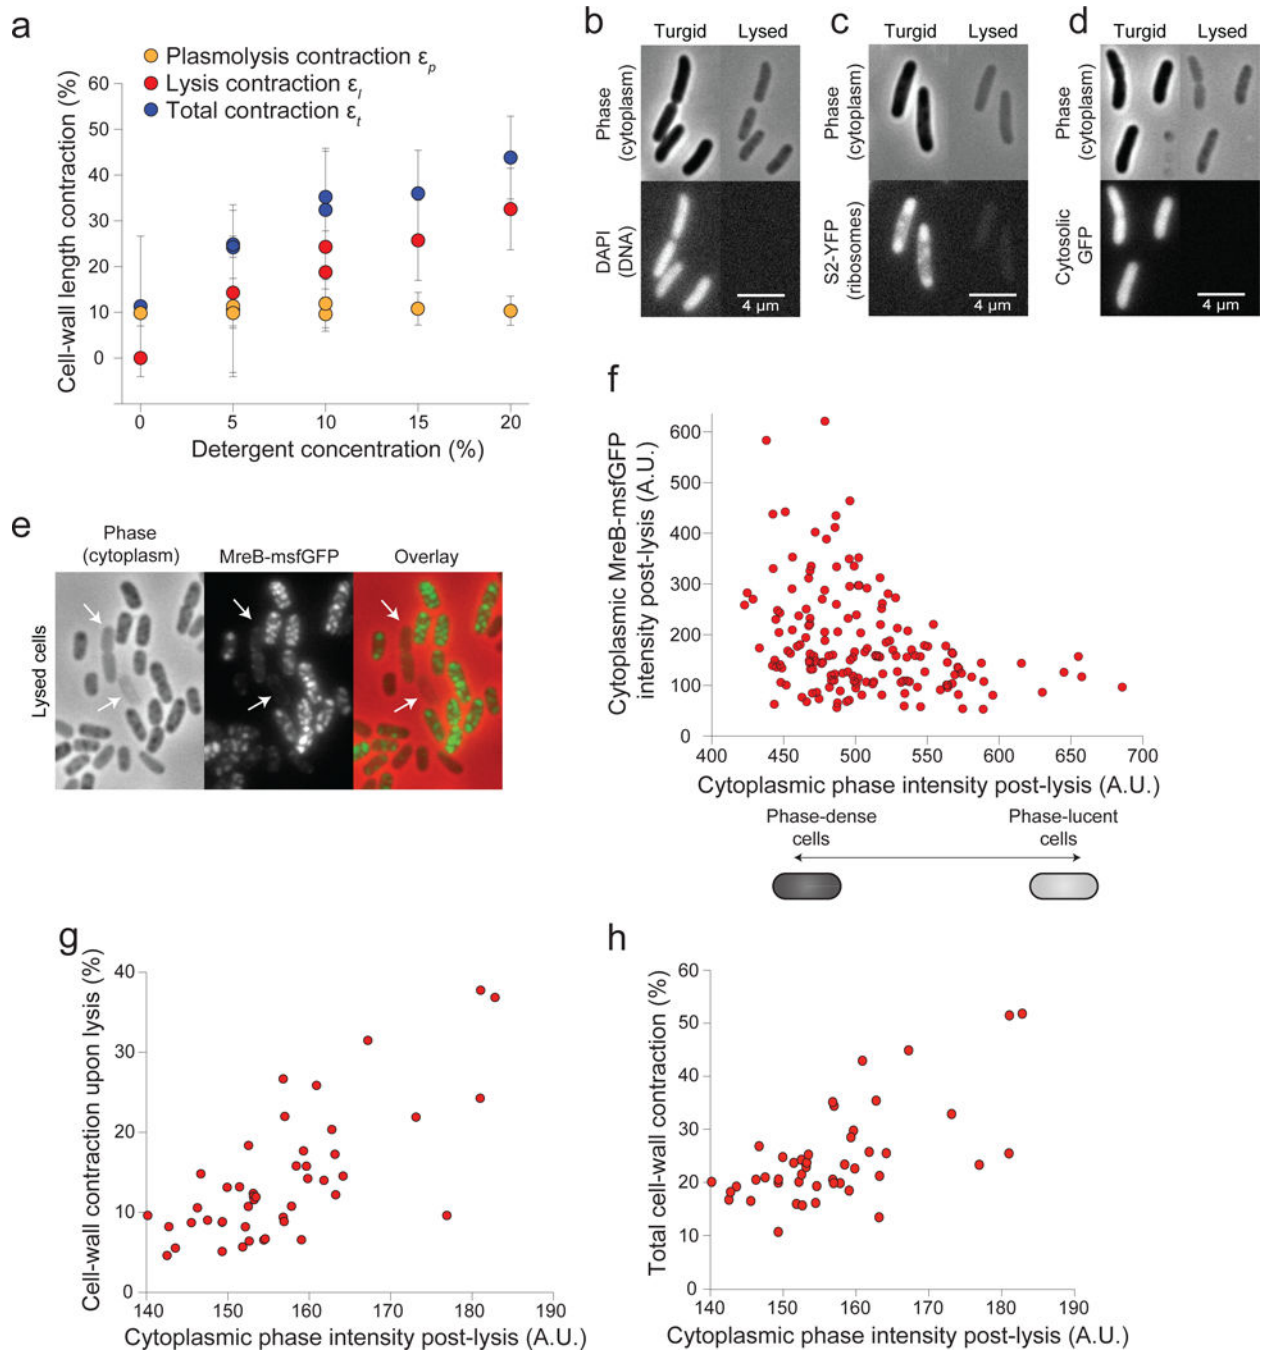 a
Plasmolysis contraction εp
Lysis contraction εl
Total contraction εt
Cell-wall length contraction (%)
60
50
40
30
20
10
0
0 5 10 15 20
Detergent concentration (%)
b
Turgid Lysed
Phase
(cytoplasm)
DAPI
(DNA)
4 µm
c
Turgid Lysed
Phase
(cytoplasm)
S2-YFP
(ribosomes)
4 µm
d
Turgid Lysed
Phase
(cytoplasm)
Cytosolic
GFP
4 µm
e
Phase
(cytoplasm)
MreB-msfGFP
Overlay
Lysed cells
f
Cytoplasmic MreB-msfGFP
intensity post-lysis (A.U.)
600
500
400
300
200
100
0
400 450 500 550 600 650 700
Cytoplasmic phase intensity post-lysis (A.U.)
Phase-dense
cells
Phase-lucent
cells
g
Cell-wall contraction upon lysis (%)
40
30
20
10
0
140 150 160 170 180 190
Cytoplasmic phase intensity post-lysis (A.U.)
h
Total cell-wall contraction (%)
60
50
40
30
20
10
0
140 150 160 170 180 190
Cytoplasmic phase intensity post-lysis (A.U.)